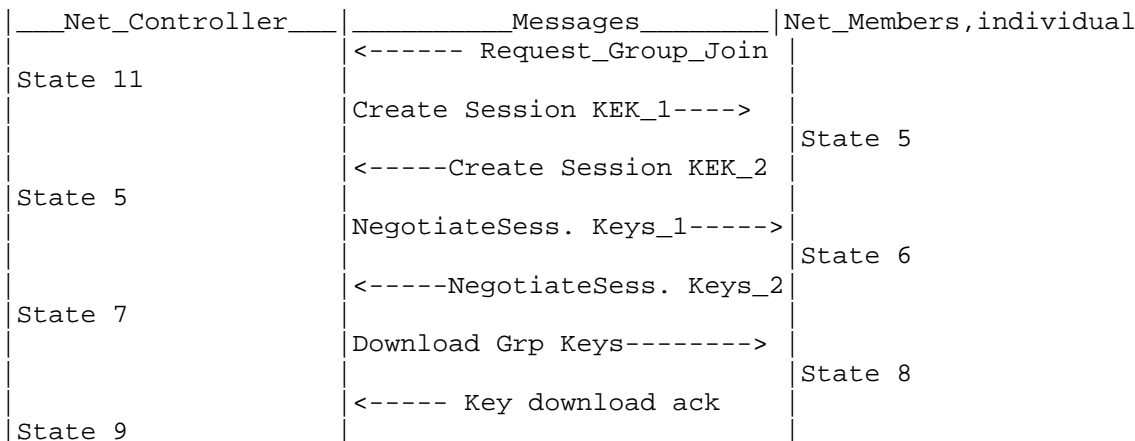 |___Net_Controller___|__________Messages________|Net_Members,individual
|                    |<------ Request_Group_Join |
|State 11            |                           |
|                    |Create Session KEK_1---->  |
|                    |                           |State 5
|                    |<-----Create Session KEK_2 |
|State 5             |                           |
|                    |NegotiateSess. Keys_1----->|
|                    |                           |State 6
|                    |<-----NegotiateSess. Keys_2|
|State 7             |                           |
|                    |Download Grp Keys--------> |
|                    |                           |State 8
|                    |<----- Key download ack    |
|State 9             |                           |